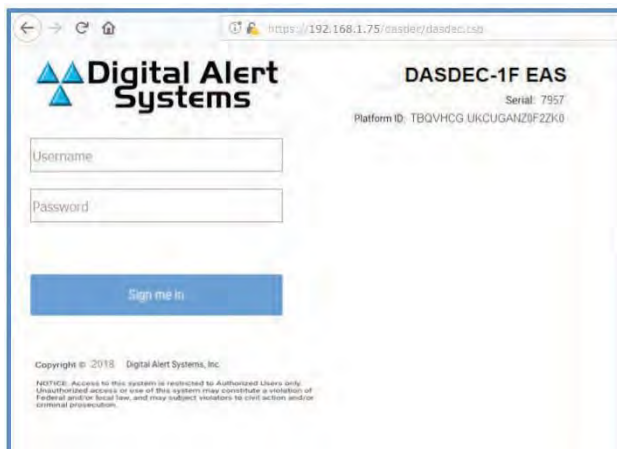 https://192.168.1.75/dasdec/dasdec.csp
Digital Alert
Systems
DASDEC-1F EAS
Serial: 7957
Username
Password
Sign me in
Copyright © 2018 Digital Alert Systems, Inc.
NOTICE: Access to this system is restricted to Authorized Users only.
Unauthorized access or use of this system may constitute a violation of
Federal and/or local law, and may subject violators to civil action and/or
criminal prosecution.
Platform ID: